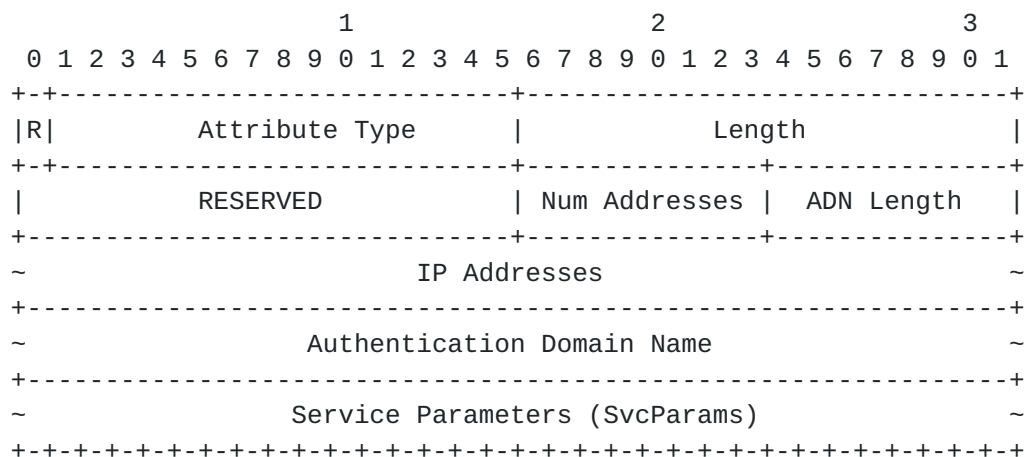 1                   2                   3
 0 1 2 3 4 5 6 7 8 9 0 1 2 3 4 5 6 7 8 9 0 1 2 3 4 5 6 7 8 9 0 1
+-+-----------------------------+-------------------------------+
|R|         Attribute Type      |            Length             |
+-+-----------------------------+---------------+---------------+
|           RESERVED            | Num Addresses |  ADN Length   |
+-------------------------------+---------------+---------------+
~                         IP Addresses                          ~
+---------------------------------------------------------------+
~                  Authentication Domain Name                   ~
+---------------------------------------------------------------+
~                 Service Parameters (SvcParams)                ~
+-+-+-+-+-+-+-+-+-+-+-+-+-+-+-+-+-+-+-+-+-+-+-+-+-+-+-+-+-+-+-+-+